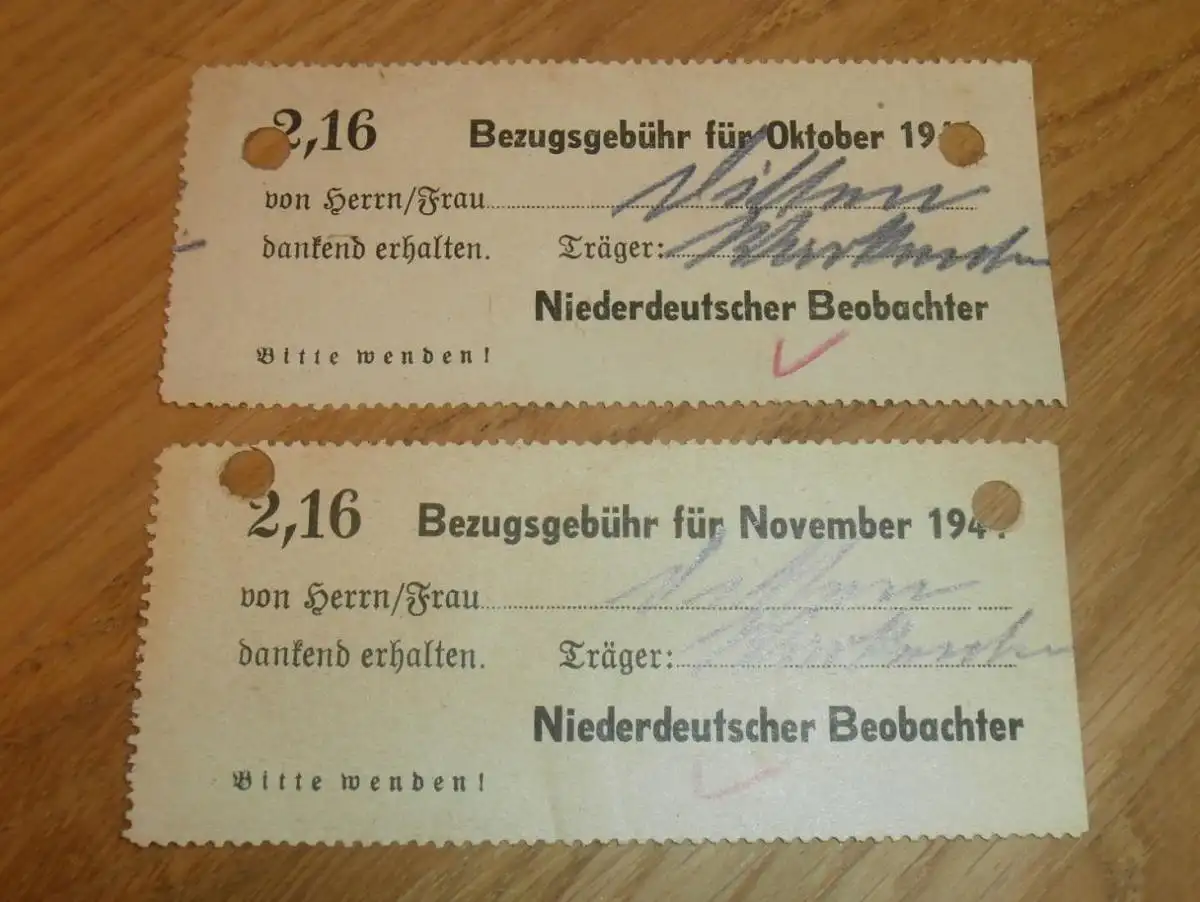 2,16 Bezugsgebühr für Oktober 19
von Herrn/Frau
dankend erhalten. Träger:
Niederdeutscher Beobachter
Bitte wenden!
2,16 Bezugsgebühr für November 194
von Herrn/Frau
dankend erhalten. Träger:
Niederdeutscher Beobachter
Bitte wenden!